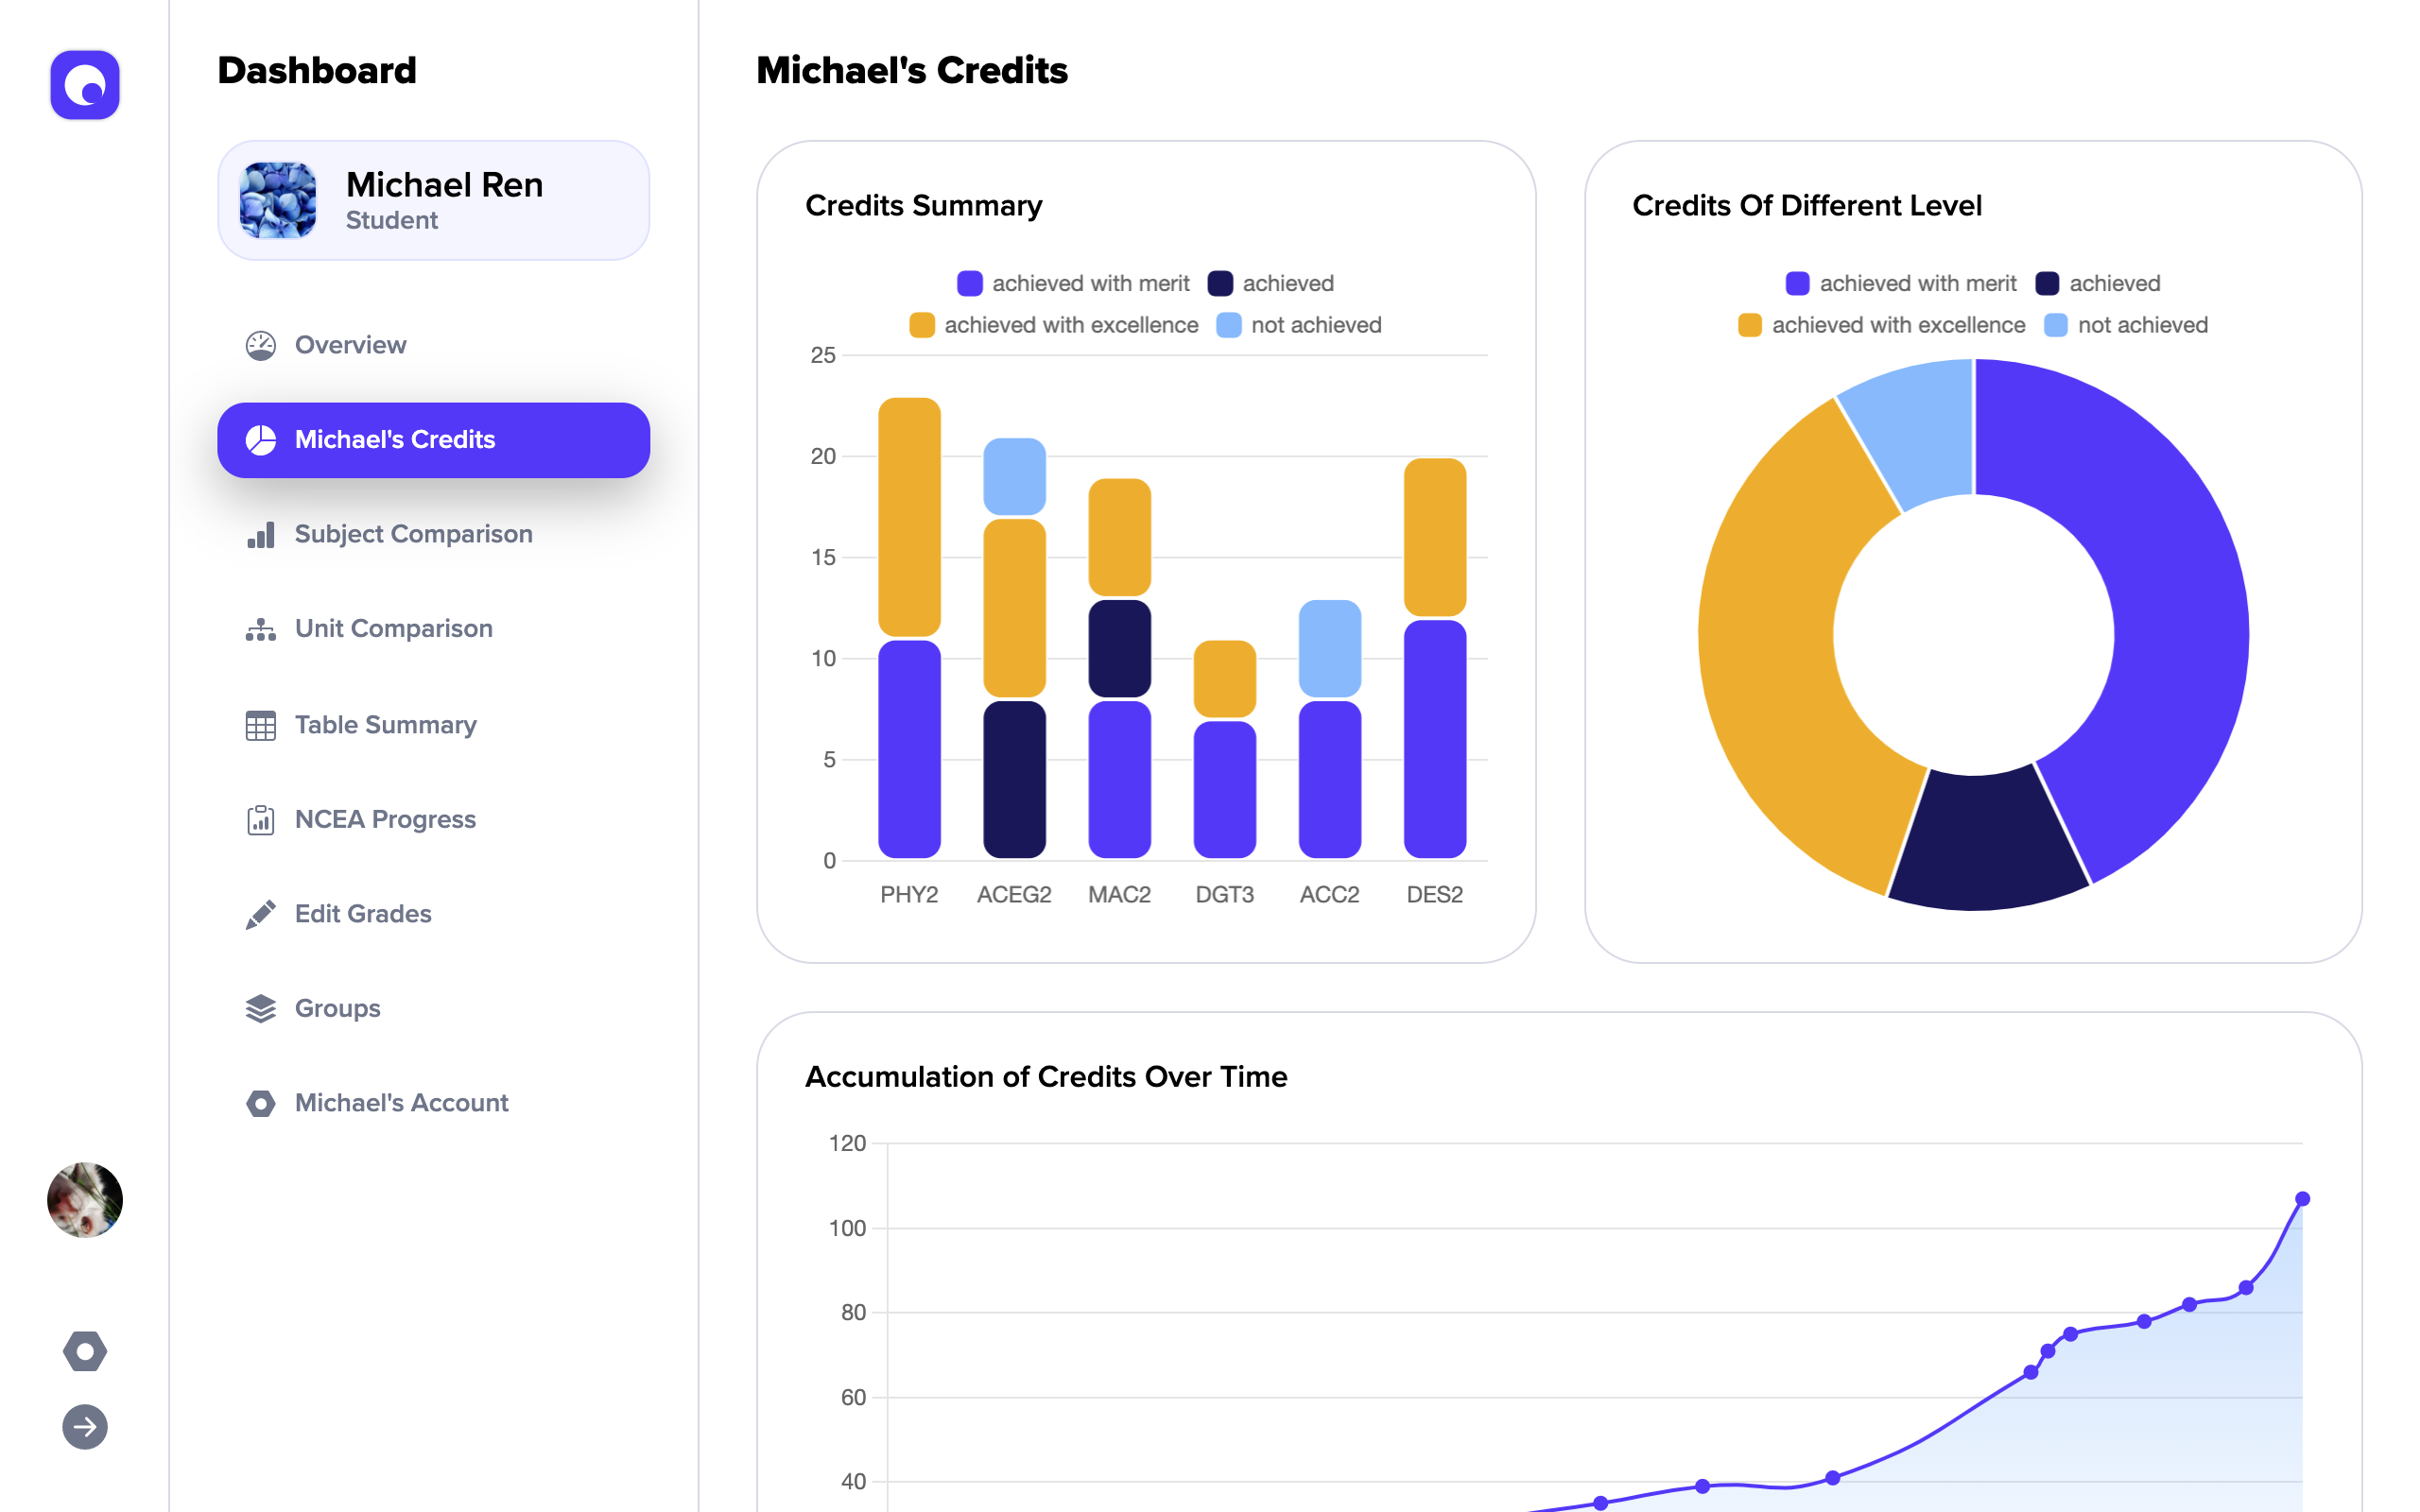 Dashboard
Michael Ren
Student
Overview
Michael's Credits
Subject Comparison
Unit Comparison
Table Summary
NCEA Progress
Edit Grades
Groups
Michael's Account
Michael's Credits
Credits Summary
achieved with merit achieved
achieved with excellence not achieved
25
20
15
10
5
0
PHY2 ACEG2 MAC2 DGT3 ACC2 DES2
Credits Of Different Level
achieved with merit achieved
achieved with excellence not achieved
Accumulation of Credits Over Time
120
100
80
60
40